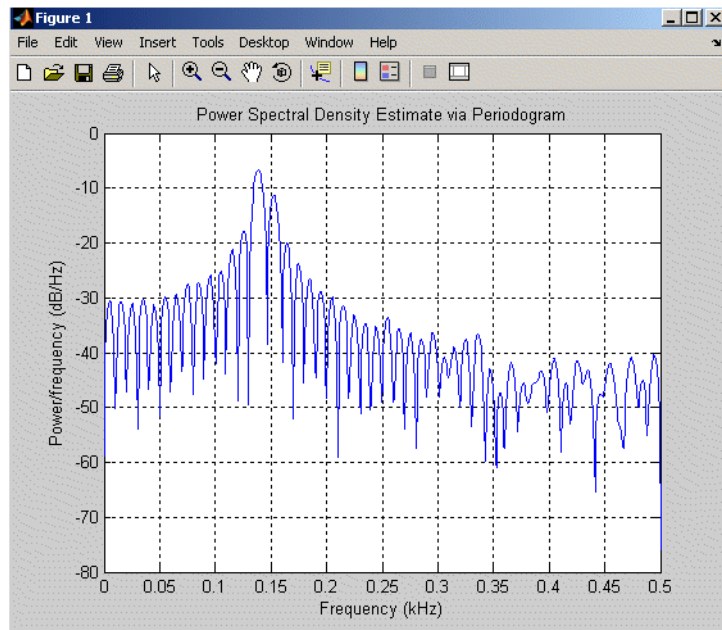 Figure 1
File Edit View Insert Tools Desktop Window Help
Power Spectral Density Estimate via Periodogram
0
-10
-20
-30
-40
-50
-60
-70
-80
Power/frequency (dB/Hz)
0 0.05 0.1 0.15 0.2 0.25 0.3 0.35 0.4 0.45 0.5
Frequency (kHz)